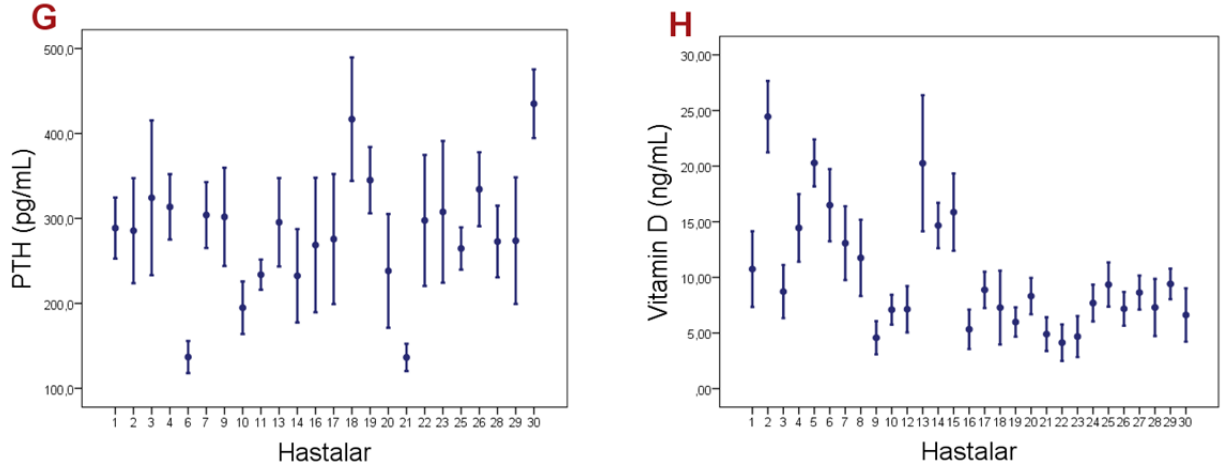 G
PTH (pg/mL)
500,0
400,0
300,0
200,0
100,0
1 2 3 4 6 7 9 10 11 13 14 16 17 18 19 20 21 22 23 25 26 28 29 30
Hastalar
H
Vitamin D (ng/mL)
30,00
25,00
20,00
15,00
10,00
5,00
,00
1 2 3 4 5 6 7 8 9 10 11 12 13 14 15 16 17 18 19 20 21 22 23 24 25 26 27 28 29 30
Hastalar